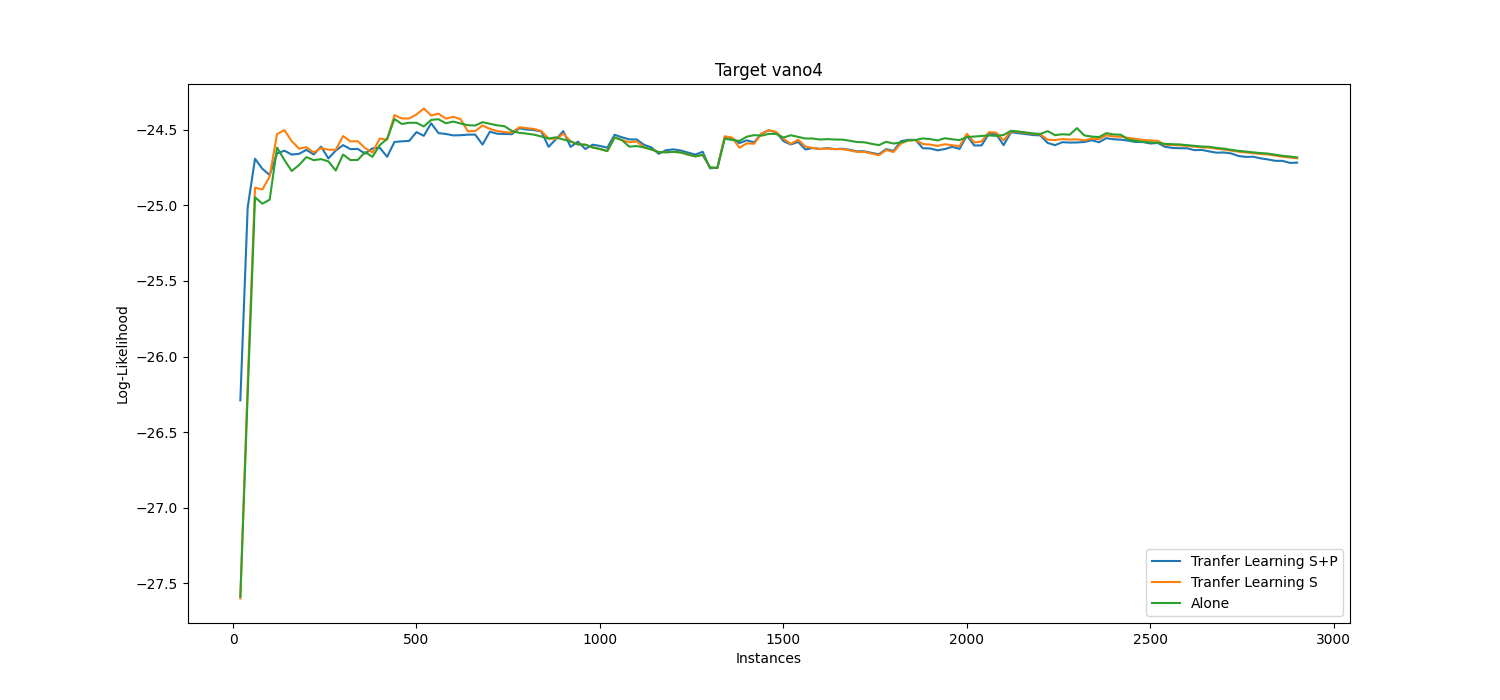 Target vano4
−24.5
−25.0
−25.5
−26.0
−26.5
−27.0
−27.5
Log-Likelihood
0
500
1000
1500
2000
2500
3000
Instances
Tranfer Learning S+P
Tranfer Learning S
Alone